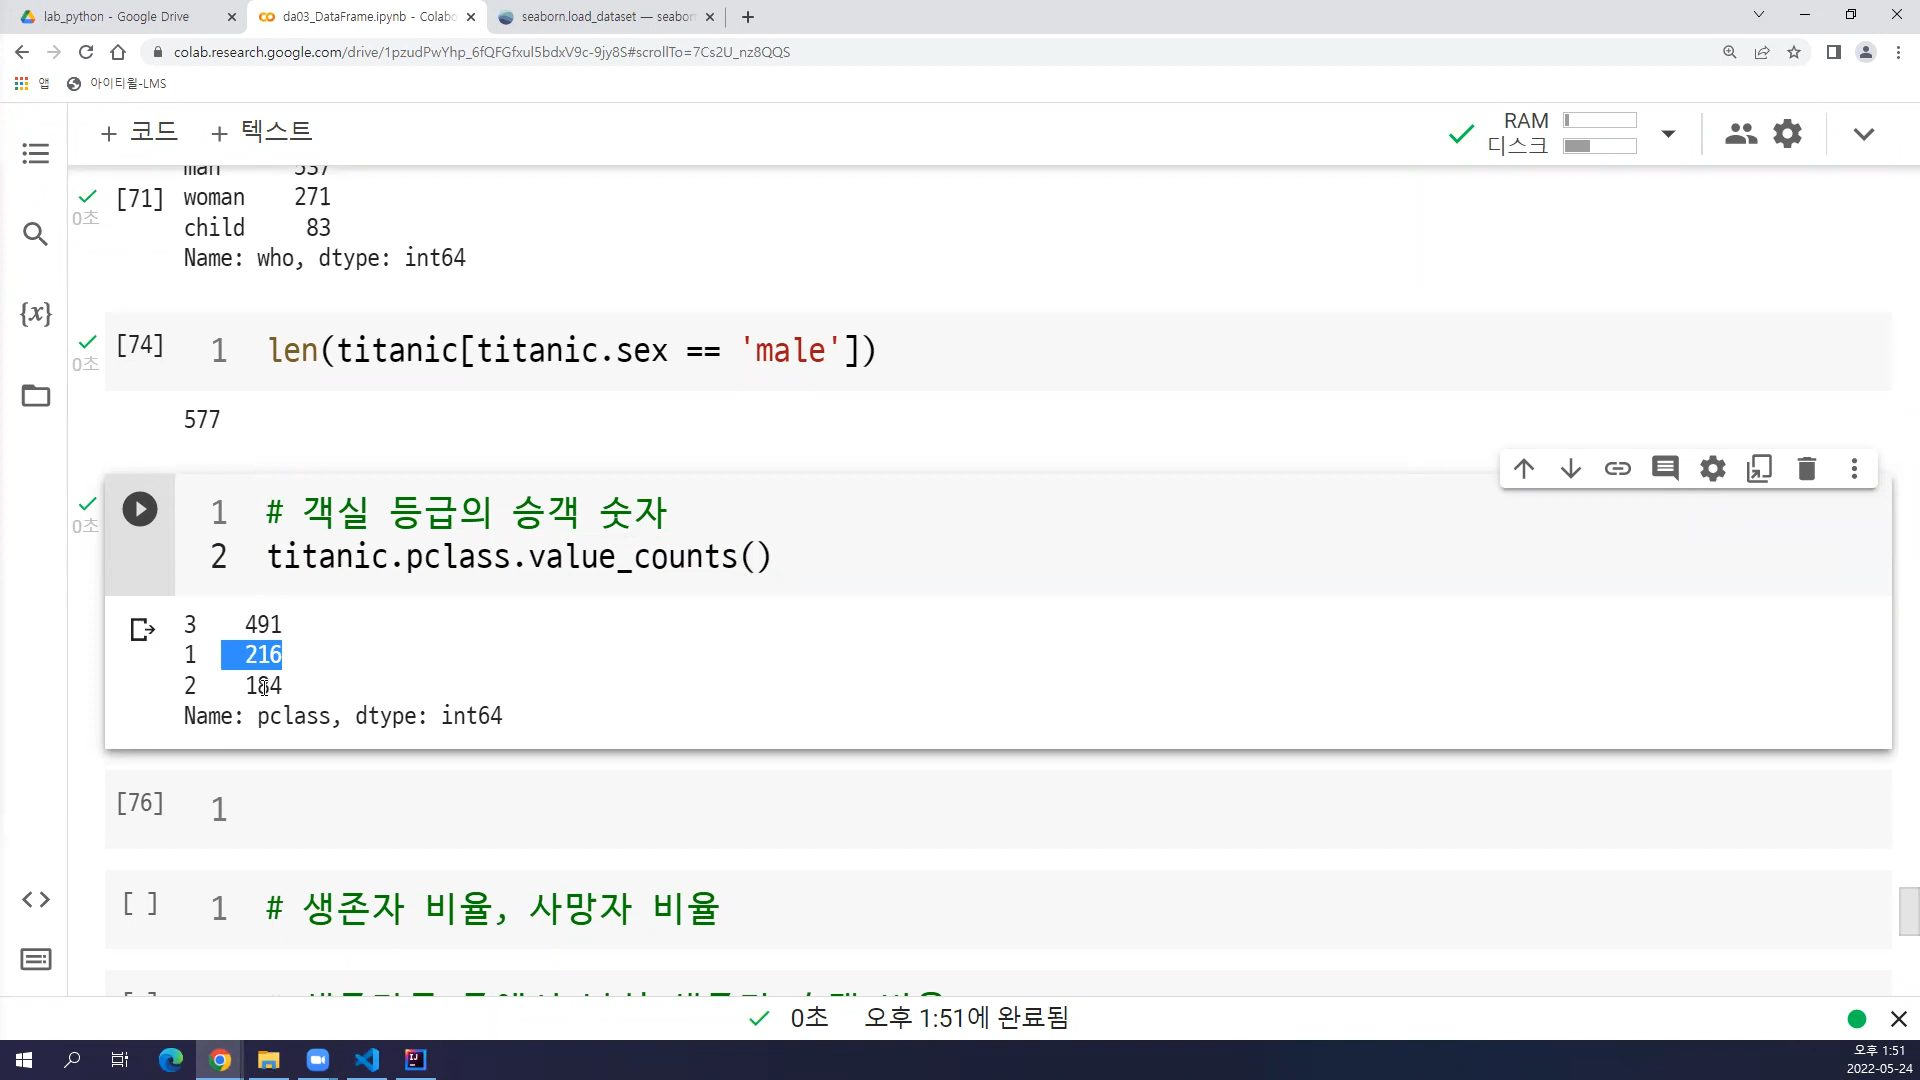 lab_python - Google Drive
da03_DataFrame.ipynb - Colabo
seaborn.load_dataset — seaborn
colab.research.google.com/drive/1pzudPwYhp_6fQFGfxul5bdxV9c-9jy8S#scrollTo=7Cs2U_nz8QQS
앱 아이티윌-LMS
+ 코드 + 텍스트
RAM
디스크
man 537
[71] woman 271
0초
child 83
Name: who, dtype: int64
[74] 1 len(titanic[titanic.sex == 'male'])
0초
577
1 # 객실 등급의 승객 숫자
0초
2 titanic.pclass.value_counts()
3 491
1 216
2 184
Name: pclass, dtype: int64
[76] 1
[ ] 1 # 생존자 비율, 사망자 비율
0초 오후 1:51에 완료됨
오후 1:51
2022-05-24